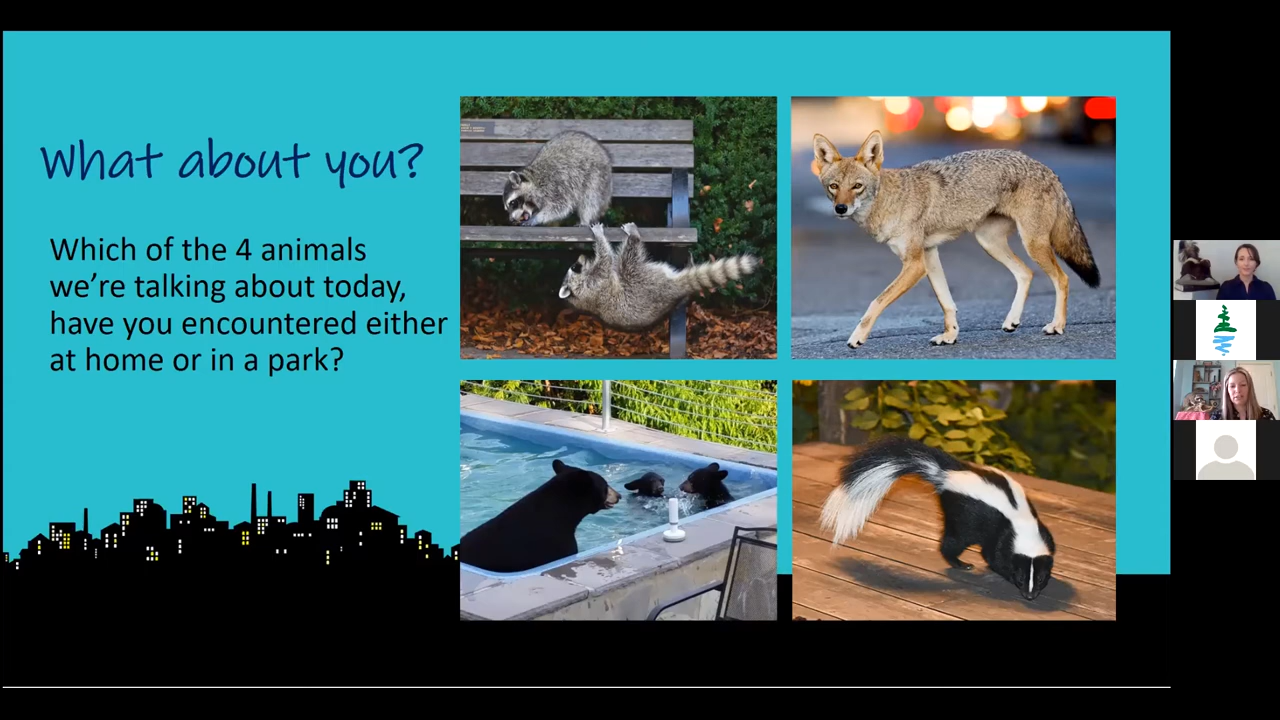 What about you?
Which of the 4 animals
we're talking about today,
have you encountered either
at home or in a park?